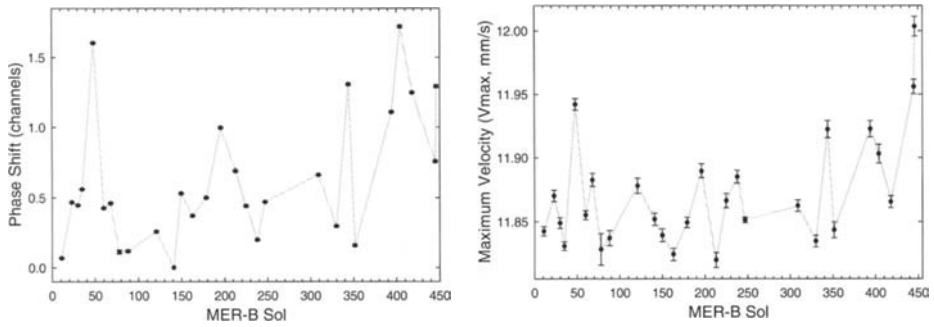 Phase Shift (channels)
1.5
1.0
0.5
0.0
0 50 100 150 200 250 300 350 400 450
MER-B Sol
Maximum Velocity (Vmax, mm/s)
12.00
11.95
11.90
11.85
0 50 100 150 200 250 300 350 400 450
MER-B Sol